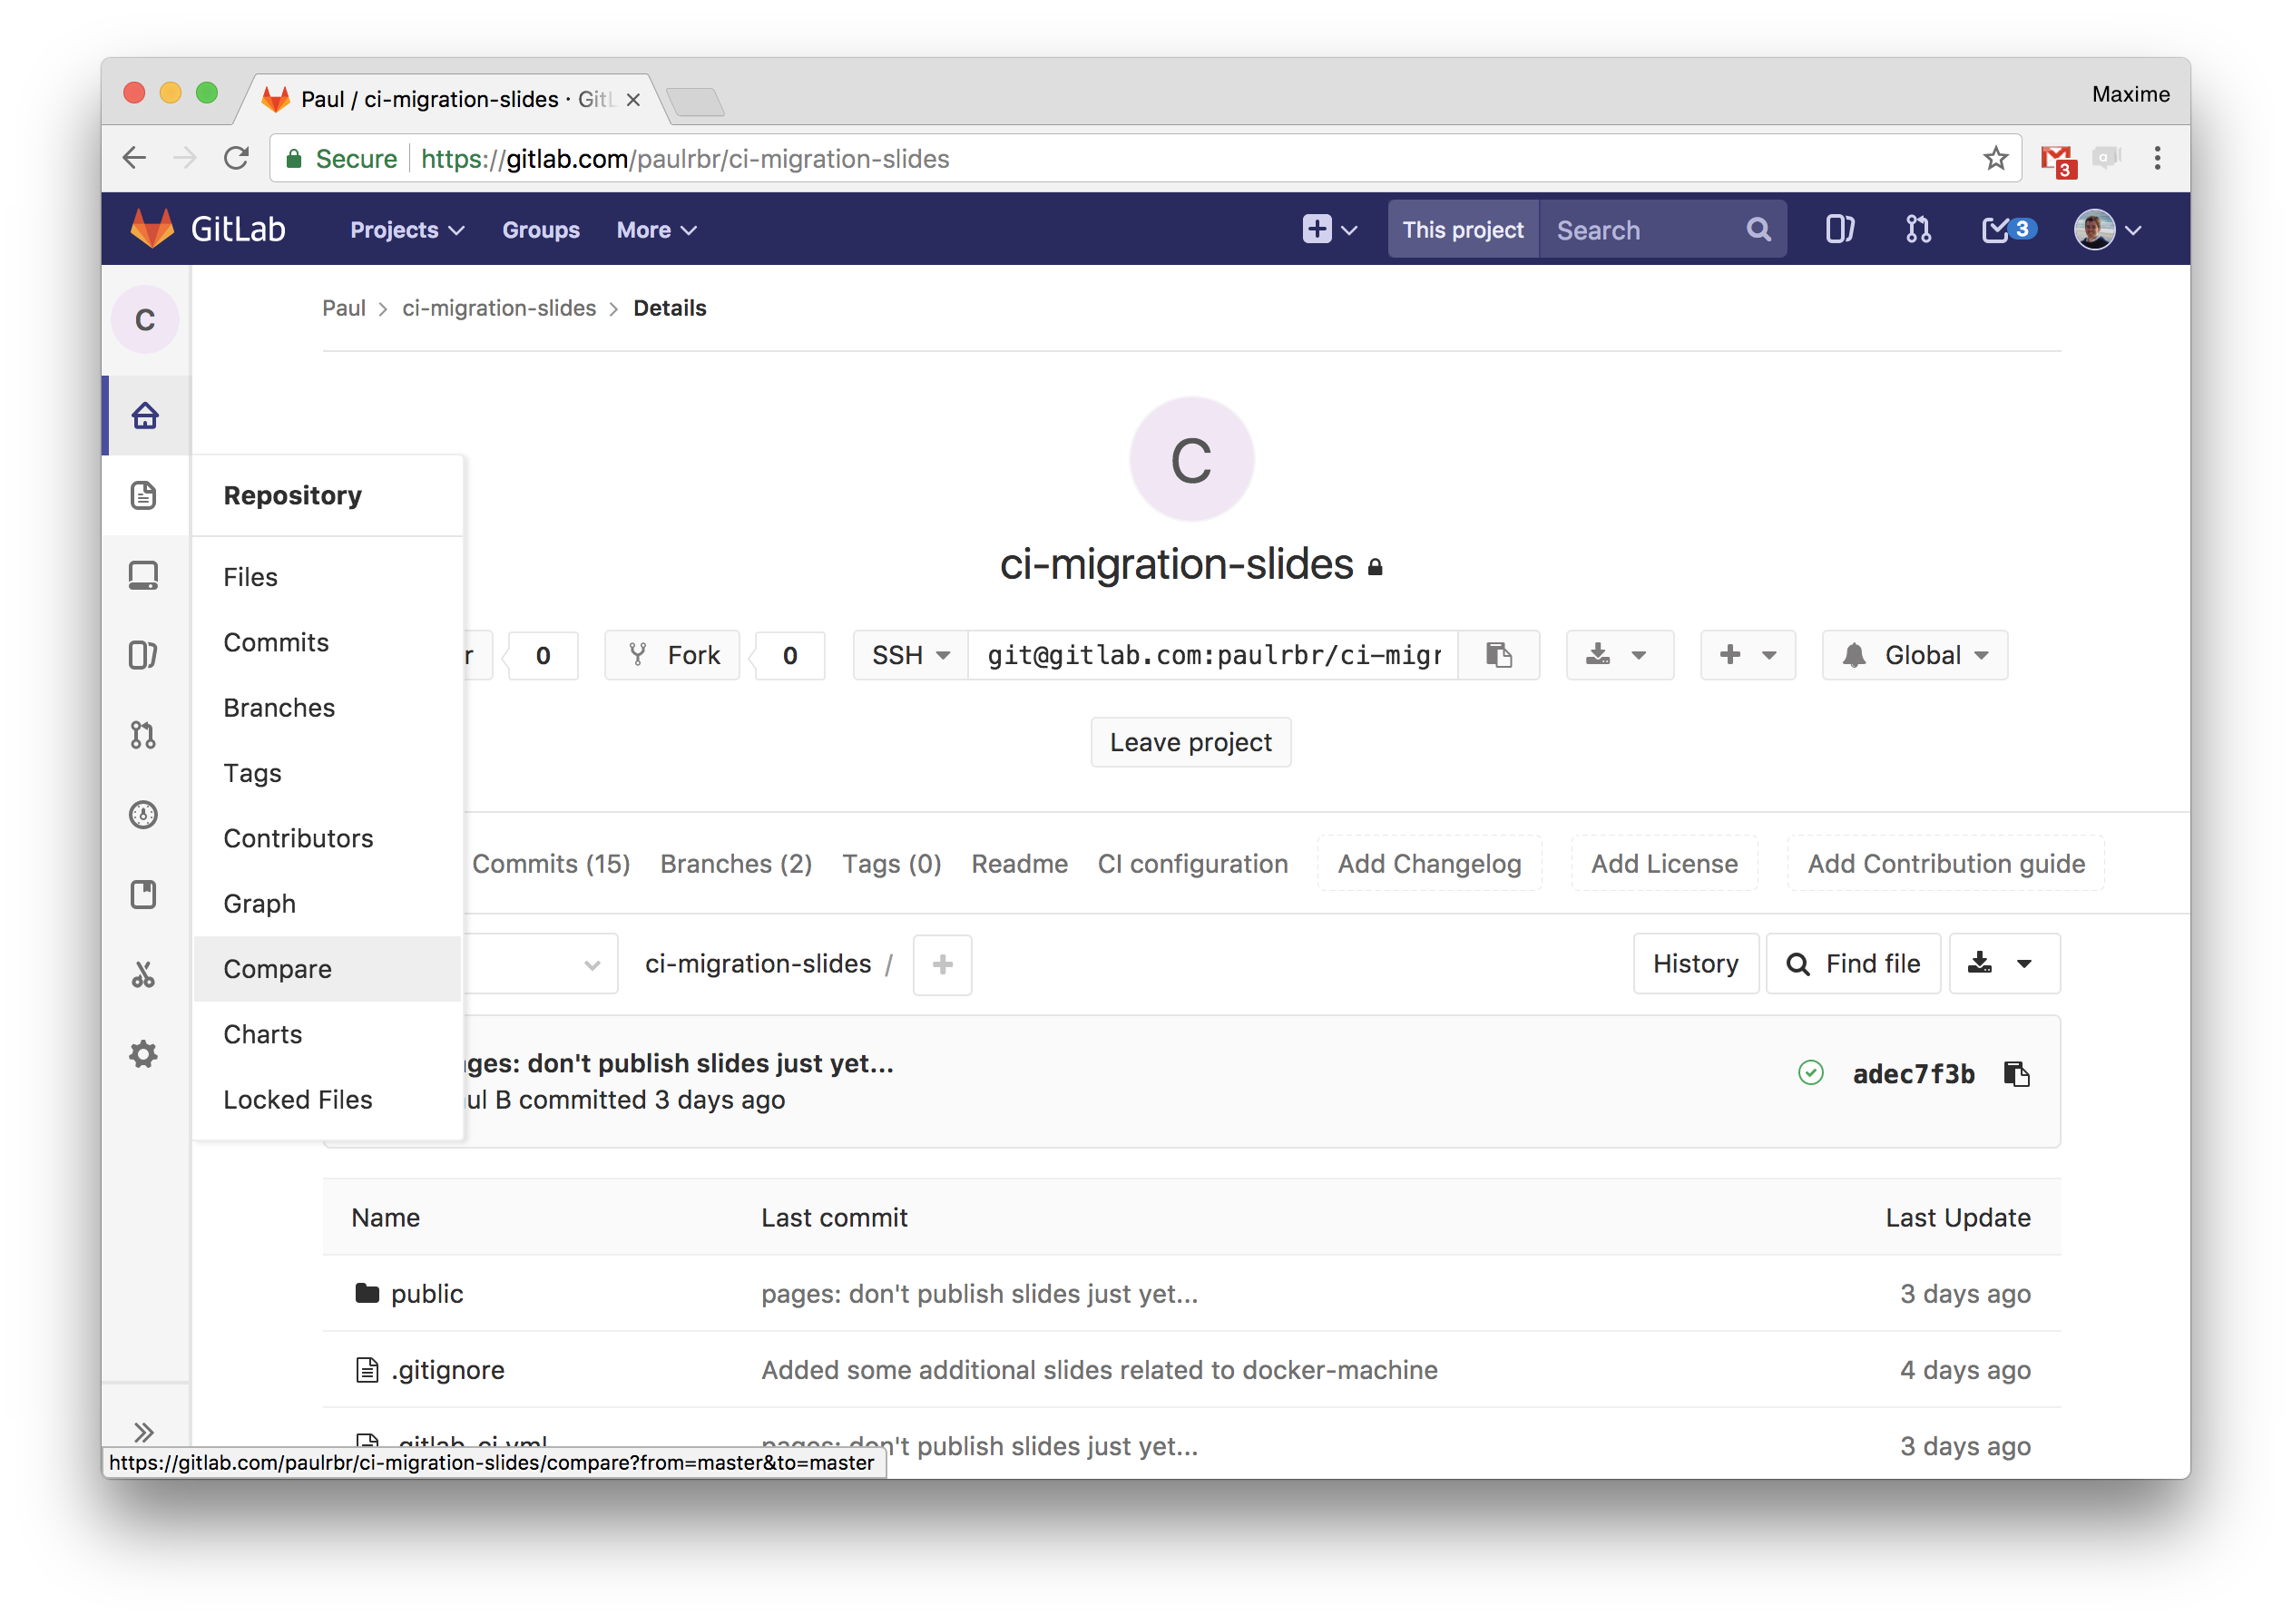 Paul / ci-migration-slides · GitL
Maxime
Secure https://gitlab.com/paulrbr/ci-migration-slides
3
GitLab Projects Groups More This project Search 3
C Paul > ci-migration-slides > Details
C
Repository
ci-migration-slides
Files
Commits
r 0 Fork 0 SSH git@gitlab.com:paulrbr/ci-migr Global
Branches
Leave project
Tags
Contributors
Commits (15) Branches (2) Tags (0) Readme CI configuration Add Changelog Add License Add Contribution guide
Graph
Compare
ci-migration-slides / + History Find file
Charts
ges: don't publish slides just yet...
adec7f3b
Locked Files
ul B committed 3 days ago
Name Last commit Last Update
public pages: don't publish slides just yet... 3 days ago
.gitignore Added some additional slides related to docker-machine 4 days ago
.gitlab-ci.yml pages: don't publish slides just yet... 3 days ago
https://gitlab.com/paulrbr/ci-migration-slides/compare?from=master&to=master